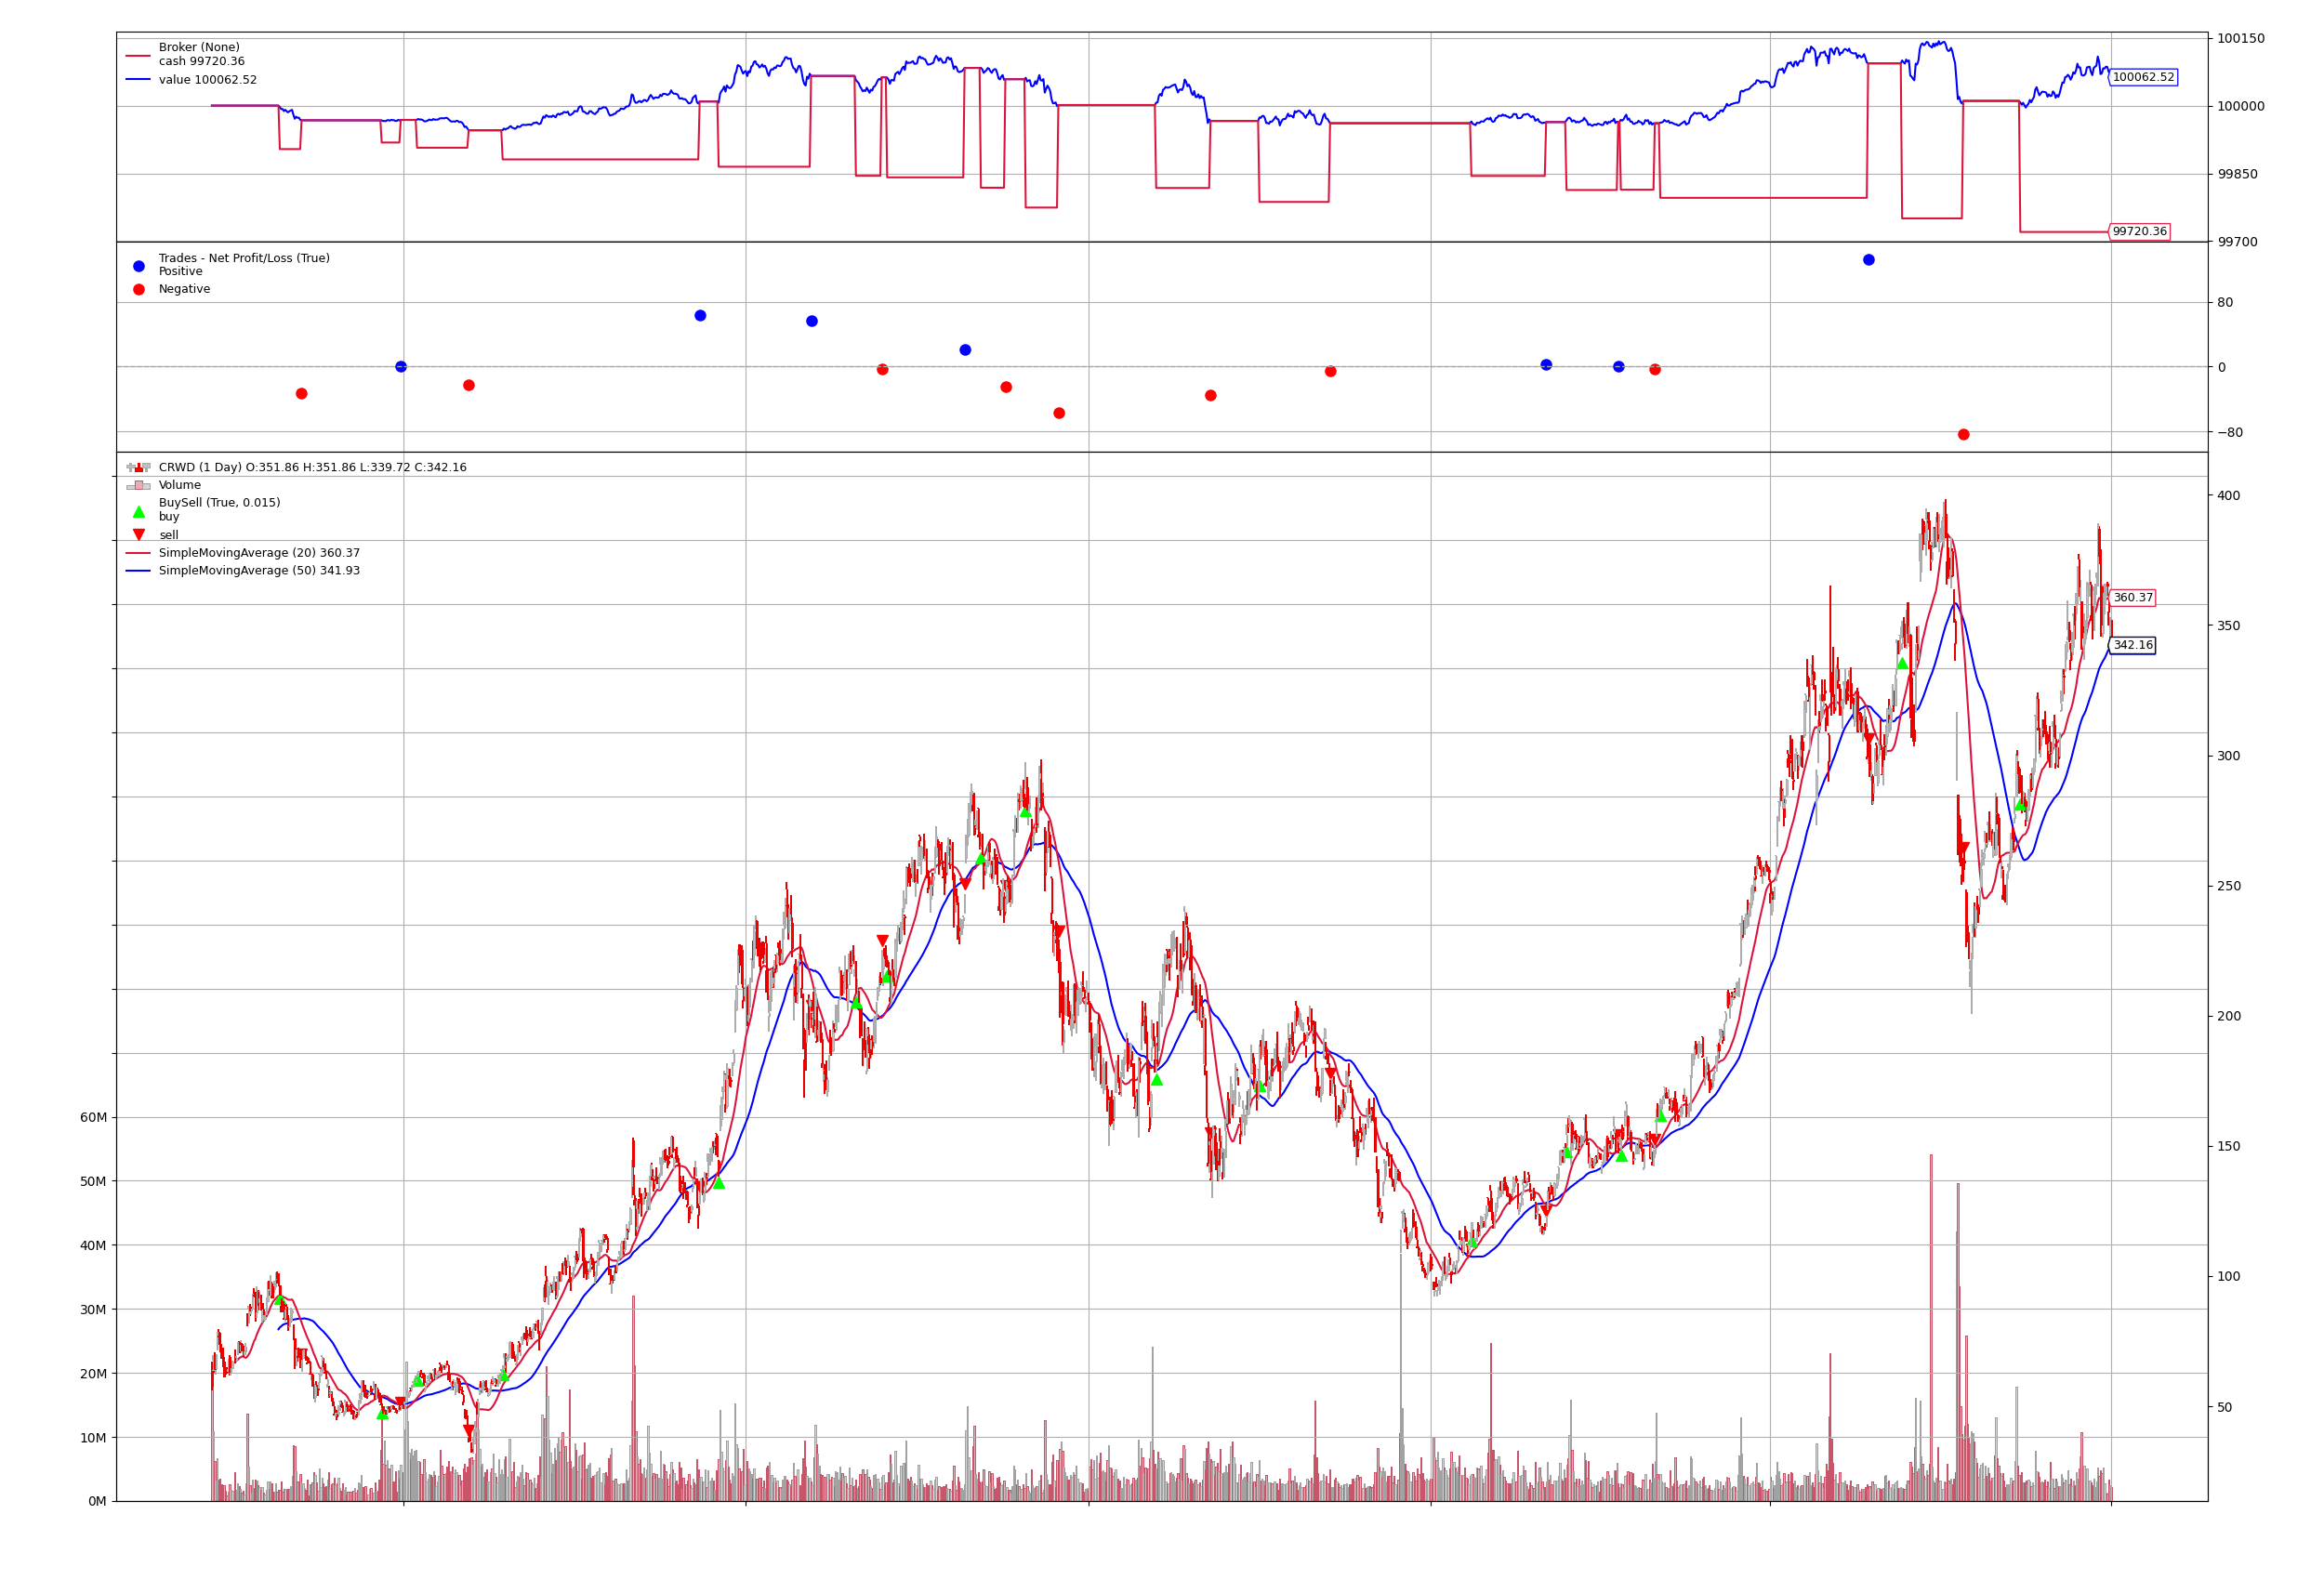 Broker (None)
cash 99720.36
value 100062.52
100150
100062.52
100000
99850
99720.36
99700
Trades - Net Profit/Loss (True)
Positive
Negative
80
0
−80
CRWD (1 Day) O:351.86 H:351.86 L:339.72 C:342.16
Volume
BuySell (True, 0.015)
buy
sell
SimpleMovingAverage (20) 360.37
SimpleMovingAverage (50) 341.93
400
350
360.37
342.16
300
250
200
150
100
50
60M
50M
40M
30M
20M
10M
0M